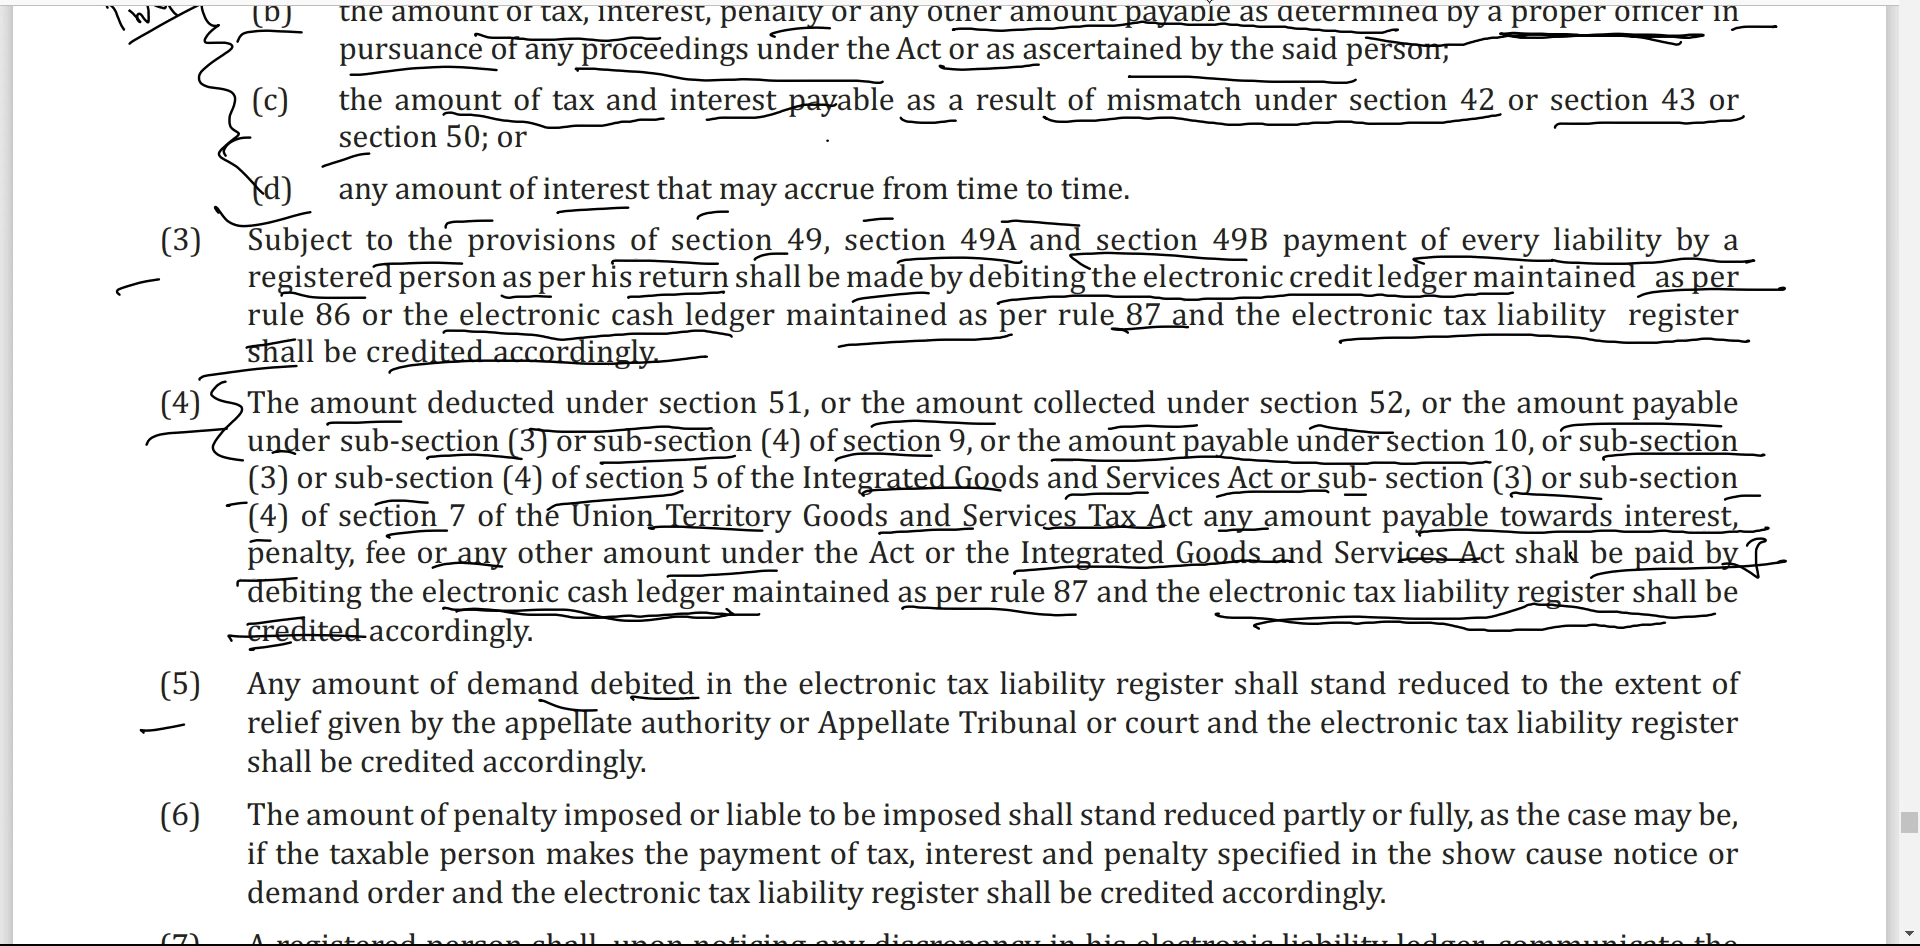 (b) the amount of tax, interest, penalty or any other amount payable as determined by a proper officer in
pursuance of any proceedings under the Act or as ascertained by the said person;
(c) the amount of tax and interest payable as a result of mismatch under section 42 or section 43 or
section 50; or
(d) any amount of interest that may accrue from time to time.
(3) Subject to the provisions of section 49, section 49A and section 49B payment of every liability by a
registered person as per his return shall be made by debiting the electronic credit ledger maintained as per
rule 86 or the electronic cash ledger maintained as per rule 87 and the electronic tax liability register
shall be credited accordingly.
(4) The amount deducted under section 51, or the amount collected under section 52, or the amount payable
under sub-section (3) or sub-section (4) of section 9, or the amount payable under section 10, or sub-section
(3) or sub-section (4) of section 5 of the Integrated Goods and Services Act or sub- section (3) or sub-section
(4) of section 7 of the Union Territory Goods and Services Tax Act any amount payable towards interest,
penalty, fee or any other amount under the Act or the Integrated Goods and Services Act shall be paid by
debiting the electronic cash ledger maintained as per rule 87 and the electronic tax liability register shall be
credited accordingly.
(5) Any amount of demand debited in the electronic tax liability register shall stand reduced to the extent of
relief given by the appellate authority or Appellate Tribunal or court and the electronic tax liability register
shall be credited accordingly.
(6) The amount of penalty imposed or liable to be imposed shall stand reduced partly or fully, as the case may be,
if the taxable person makes the payment of tax, interest and penalty specified in the show cause notice or
demand order and the electronic tax liability register shall be credited accordingly.
(7) A registered person shall, upon noticing any discrepancy in his electronic liability ledger, communicate the